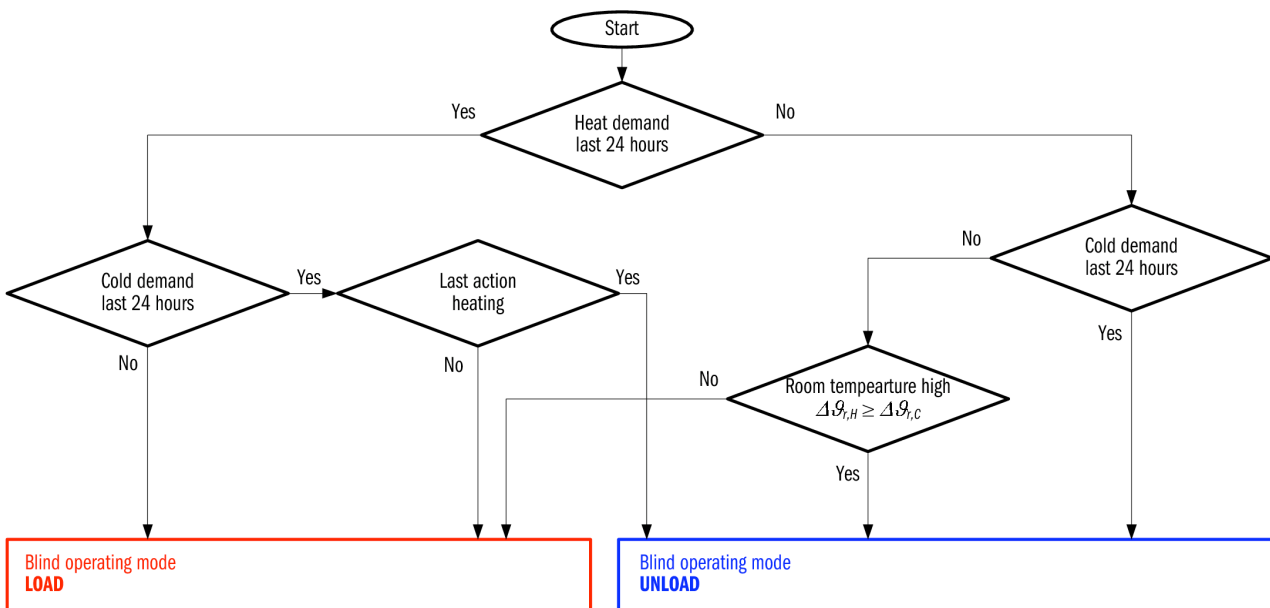 Start
Yes
Heat demand
last 24 hours
No
Cold demand
last 24 hours
Yes
Last action
heating
Yes
No
Cold demand
last 24 hours
No
No
Yes
No
Room tempearture high
Δϑr,H ≥ Δϑr,C
Yes
Blind operating mode
LOAD
Blind operating mode
UNLOAD